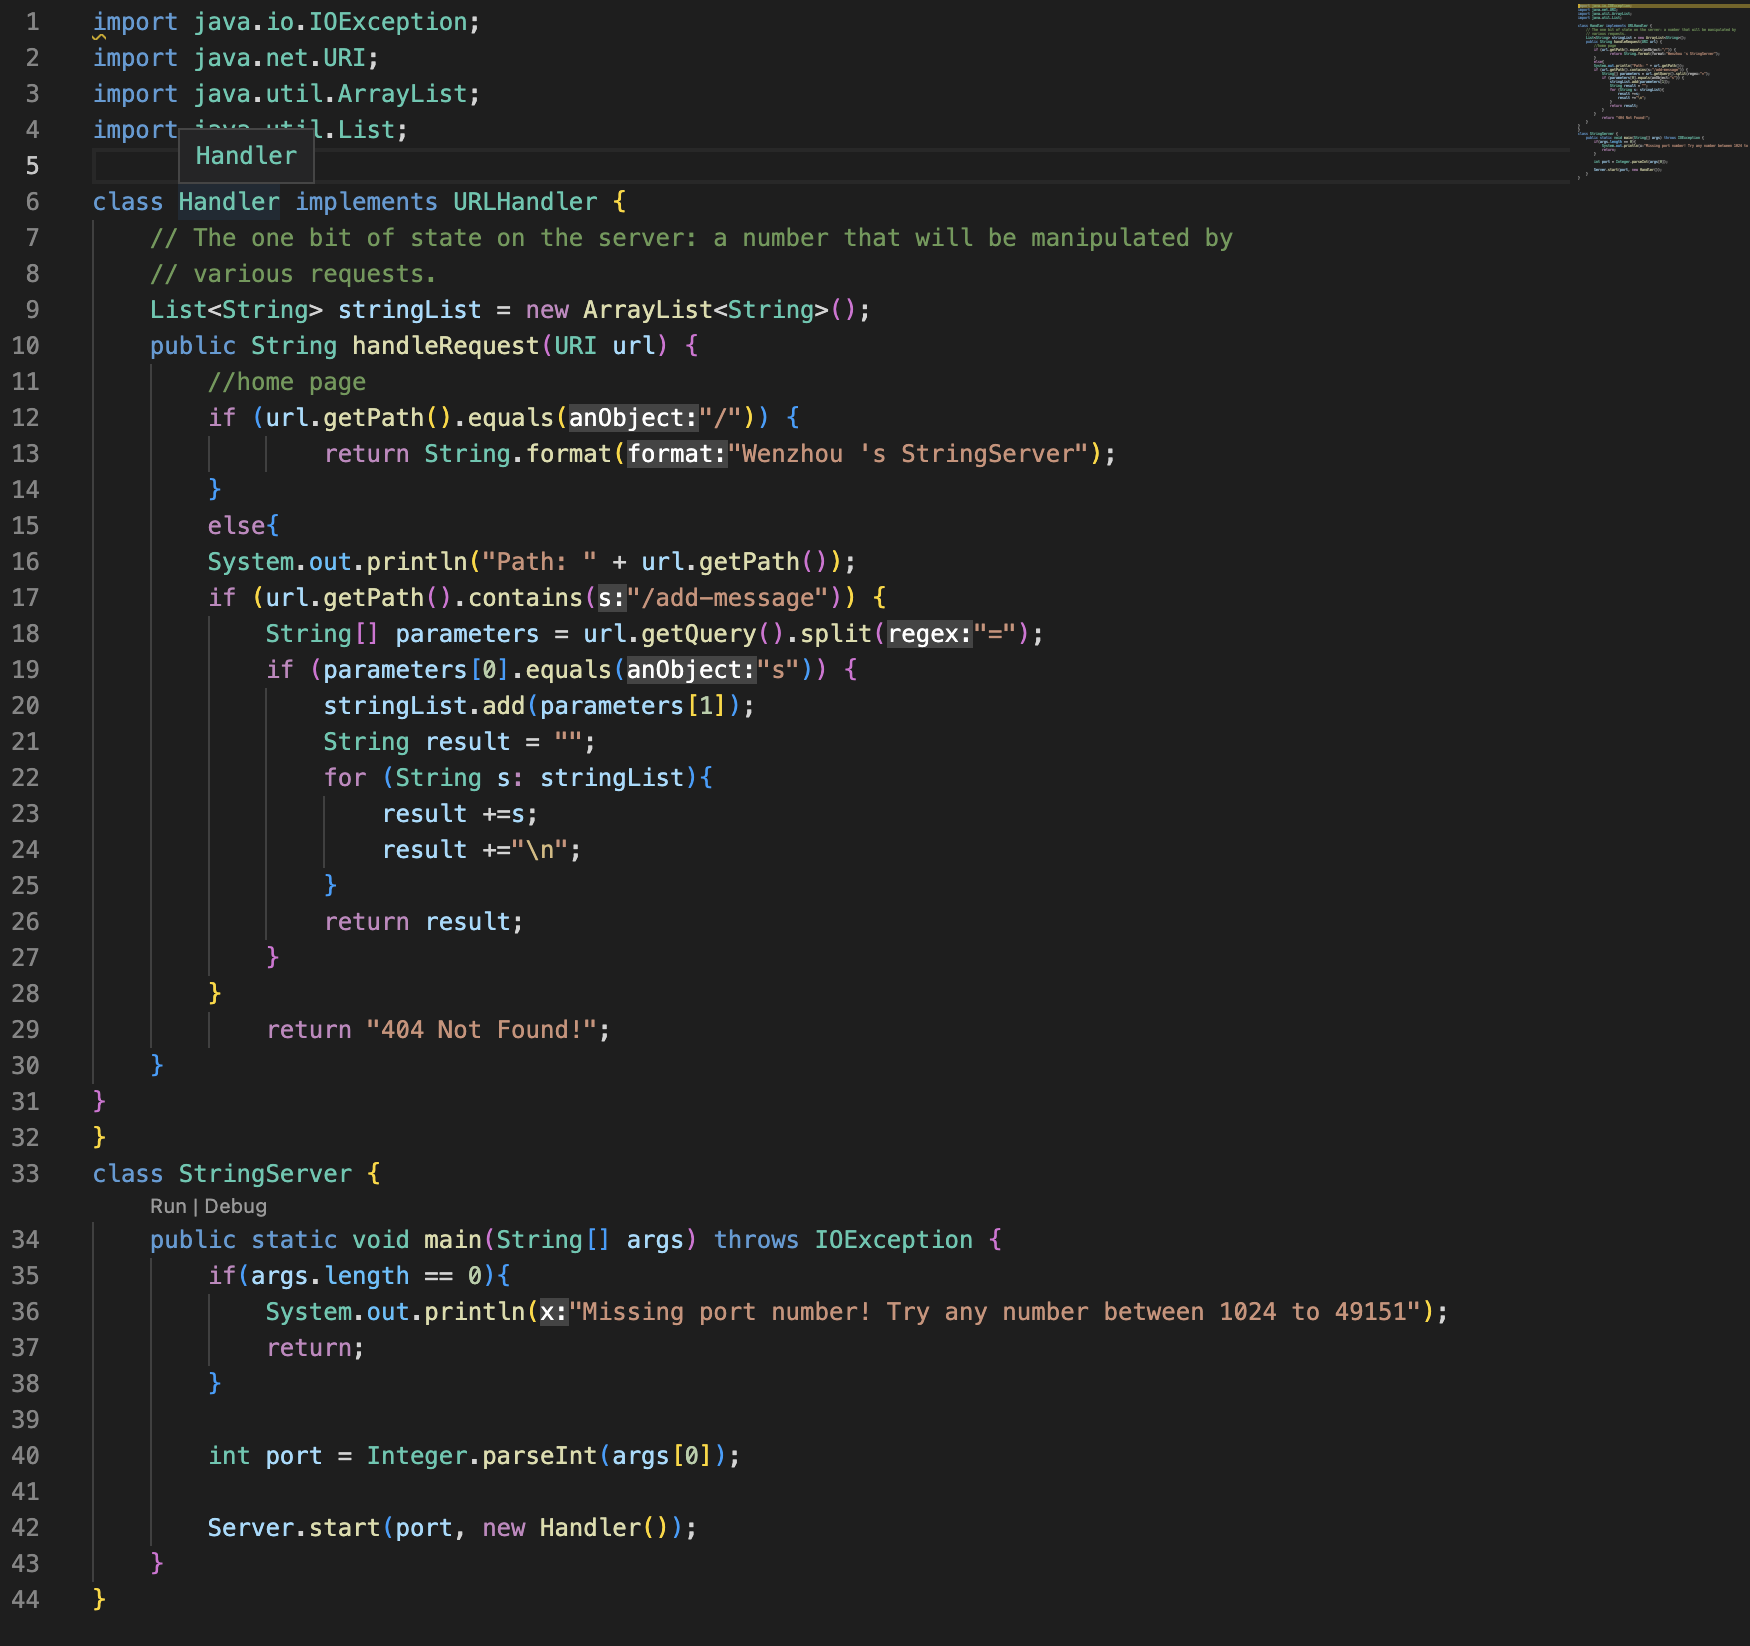 1 import java.io.IOException;
2 import java.net.URI;
3 import java.util.ArrayList;
4 import java.util.List;
Handler
5
6 class Handler implements URLHandler {
7 // The one bit of state on the server: a number that will be manipulated by
8 // various requests.
9 List<String> stringList = new ArrayList<String>();
10 public String handleRequest(URI url) {
11 //home page
12 if (url.getPath().equals(anObject:"/")) {
13 return String.format(format:"Wenzhou 's StringServer");
14 }
15 else{
16 System.out.println("Path: " + url.getPath());
17 if (url.getPath().contains(s:"/add-message")) {
18 String[] parameters = url.getQuery().split(regex:"=");
19 if (parameters[0].equals(anObject:"s")) {
20 stringList.add(parameters[1]);
21 String result = "";
22 for (String s: stringList){
23 result +=s;
24 result +="\n";
25 }
26 return result;
27 }
28 }
29 return "404 Not Found!";
30 }
31 }
32 }
33 class StringServer {
Run | Debug
34 public static void main(String[] args) throws IOException {
35 if(args.length == 0){
36 System.out.println(x:"Missing port number! Try any number between 1024 to 49151");
37 return;
38 }
39
40 int port = Integer.parseInt(args[0]);
41
42 Server.start(port, new Handler());
43 }
44 }